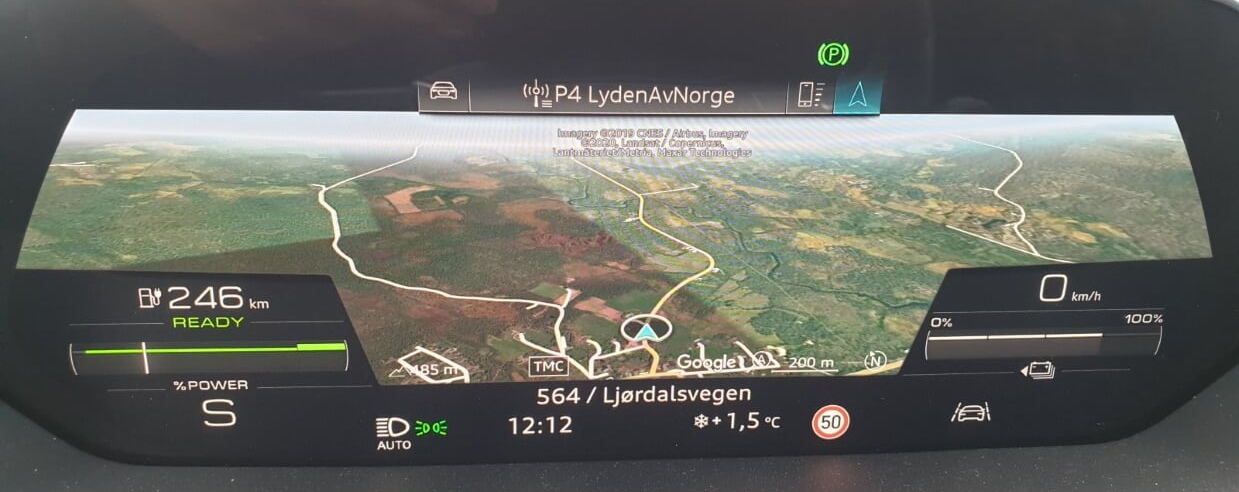 P
P4 LydenAvNorge
Imagery ©2019 CNES / Airbus, Imagery
©2020, Landsat / Copernicus,
Lantmäteriet/Metria, Maxar Technologies
246 km
READY
%POWER
S
0 km/h
0% 100%
485 m
TMC
Google
A
200 m
N
564 / Ljørdalsvegen
AUTO
12:12
+1,5 °C
50